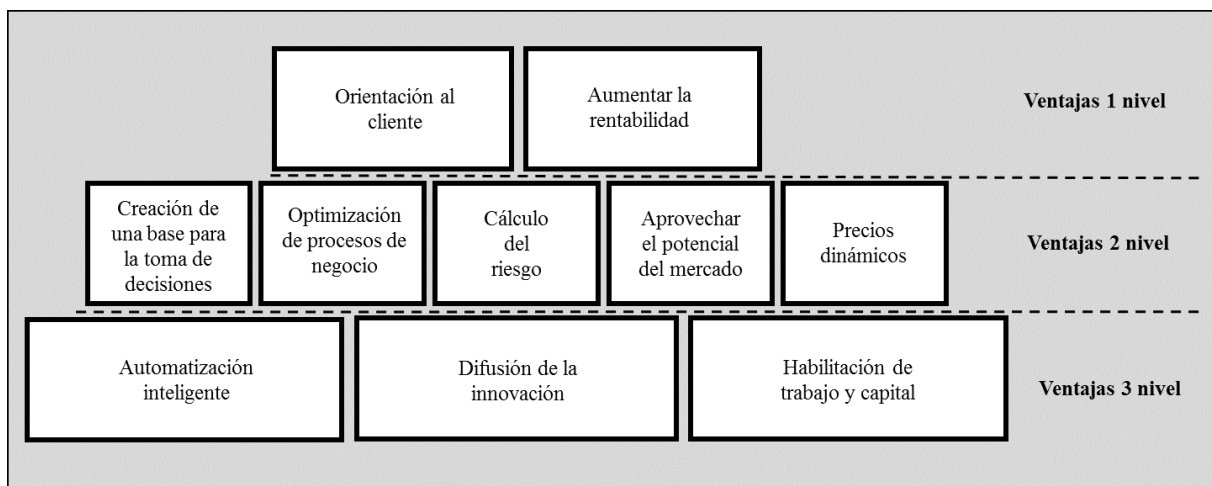 Orientación al
cliente
Aumentar la
rentabilidad
Ventajas 1 nivel
Creación de
una base para
la toma de
decisiones
Optimización
de procesos de
negocio
Cálculo
del
riesgo
Aprovechar
el potencial
del mercado
Precios
dinámicos
Ventajas 2 nivel
Automatización
inteligente
Difusión de la
innovación
Habilitación de
trabajo y capital
Ventajas 3 nivel